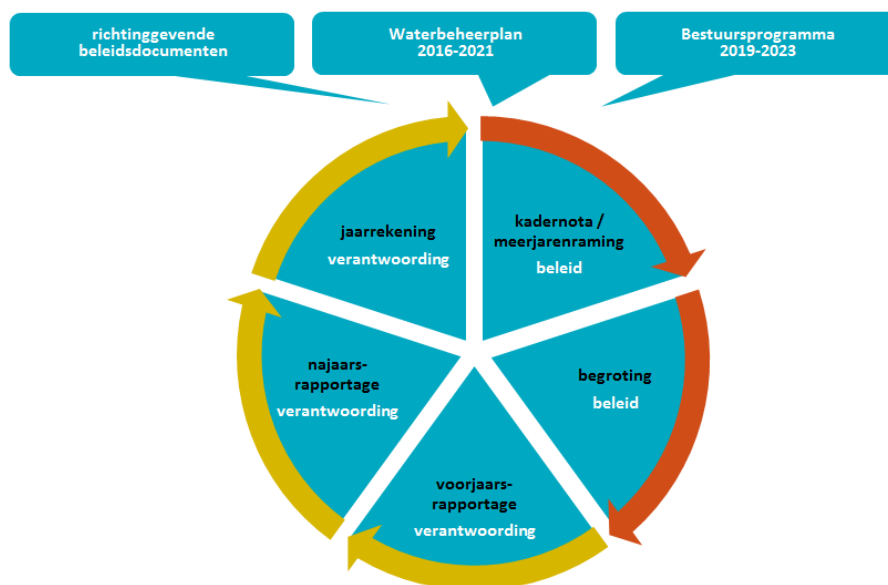 richtinggevende
beleidsdocumenten
Waterbeheerplan
2016-2021
Bestuursprogramma
2019-2023
kadernota /
meerjarenraming
beleid
begroting
beleid
voorjaars-
rapportage
verantwoording
najaars-
rapportage
verantwoording
jaarrekening
verantwoording